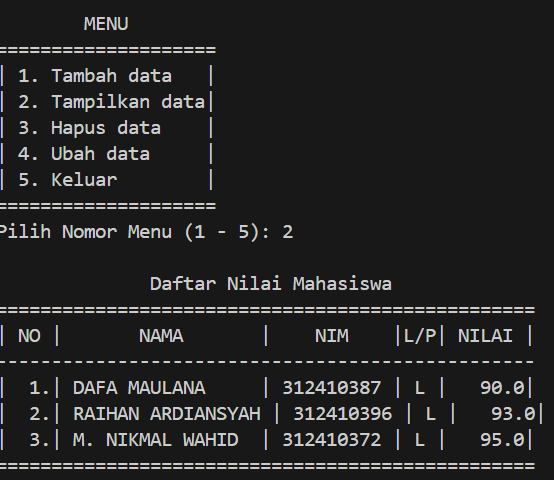 MENU
====================
| 1. Tambah data   |
| 2. Tampilkan data|
| 3. Hapus data    |
| 4. Ubah data     |
| 5. Keluar        |
====================
Pilih Nomor Menu (1 - 5): 2
Daftar Nilai Mahasiswa
=================================================
| NO |       NAMA       |    NIM    |L/P| NILAI |
-------------------------------------------------
|  1.| DAFA MAULANA     | 312410387 | L |   90.0|
|  2.| RAIHAN ARDIANSYAH | 312410396 | L |   93.0|
|  3.| M. NIKMAL WAHID  | 312410372 | L |   95.0|
=================================================